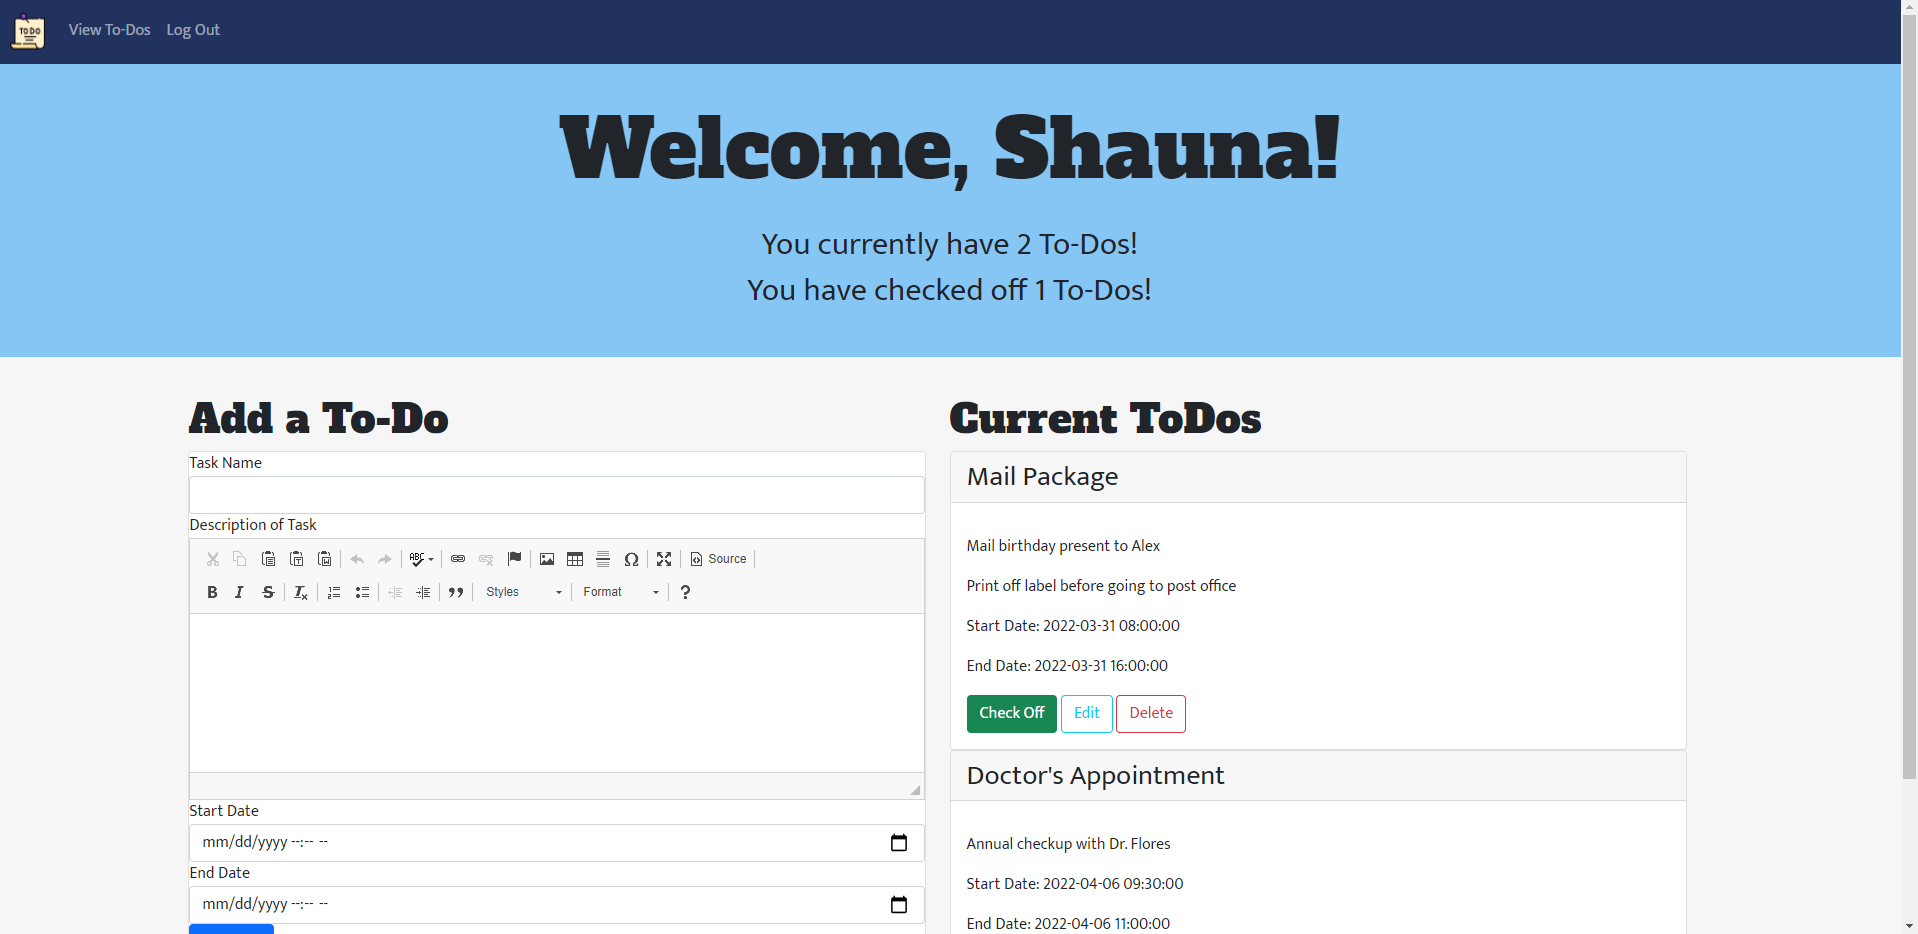 TO DO
View To-Dos Log Out
Welcome, Shauna!
You currently have 2 To-Dos!
You have checked off 1 To-Dos!
Add a To-Do
Task Name
Description of Task
ABC
Source
B I S Tx Styles Format ?
Start Date
mm/dd/yyyy --:-- --
End Date
mm/dd/yyyy --:-- --
Current ToDos
Mail Package
Mail birthday present to Alex
Print off label before going to post office
Start Date: 2022-03-31 08:00:00
End Date: 2022-03-31 16:00:00
Check Off Edit Delete
Doctor's Appointment
Annual checkup with Dr. Flores
Start Date: 2022-04-06 09:30:00
End Date: 2022-04-06 11:00:00